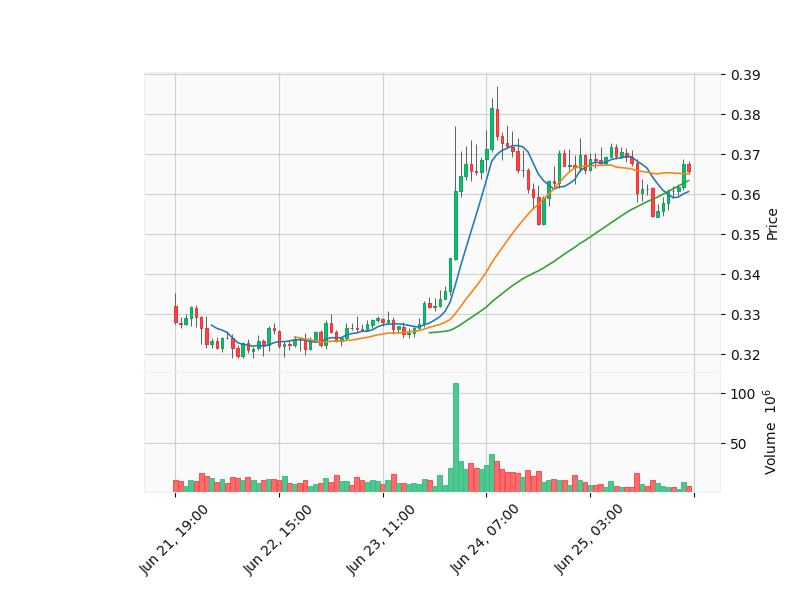 0.39
0.38
0.37
0.36
0.35
0.34
0.33
0.32
Price
100
50
Volume 10^6
Jun 21, 19:00
Jun 22, 15:00
Jun 23, 11:00
Jun 24, 07:00
Jun 25, 03:00